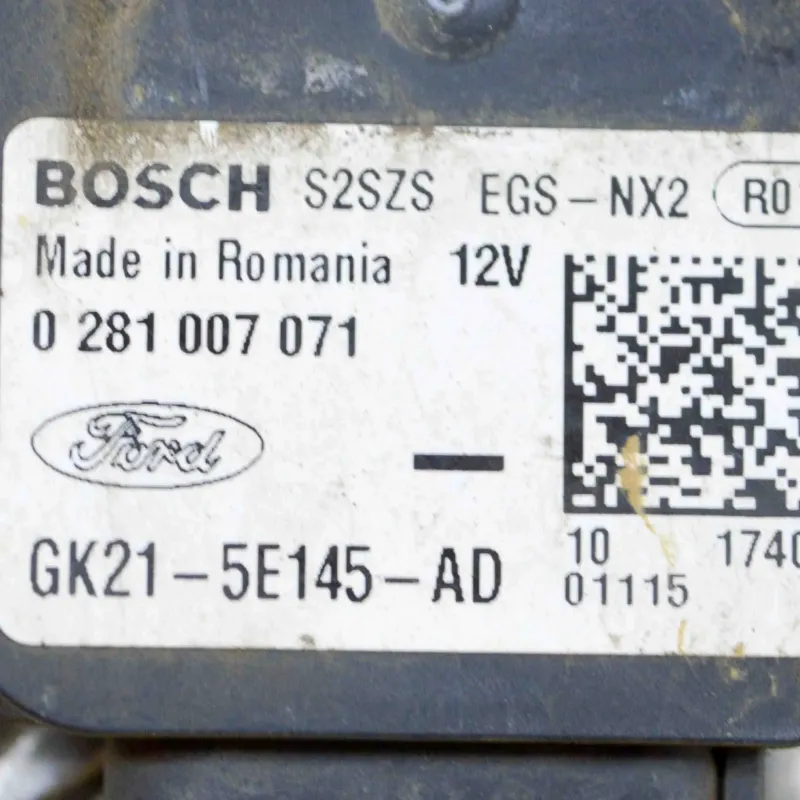 BOSCH S2SZS EGS-NX2 R0
Made in Romania 12V
0 281 007 071
Ford
GK21-5E145-AD
10 1740
01115